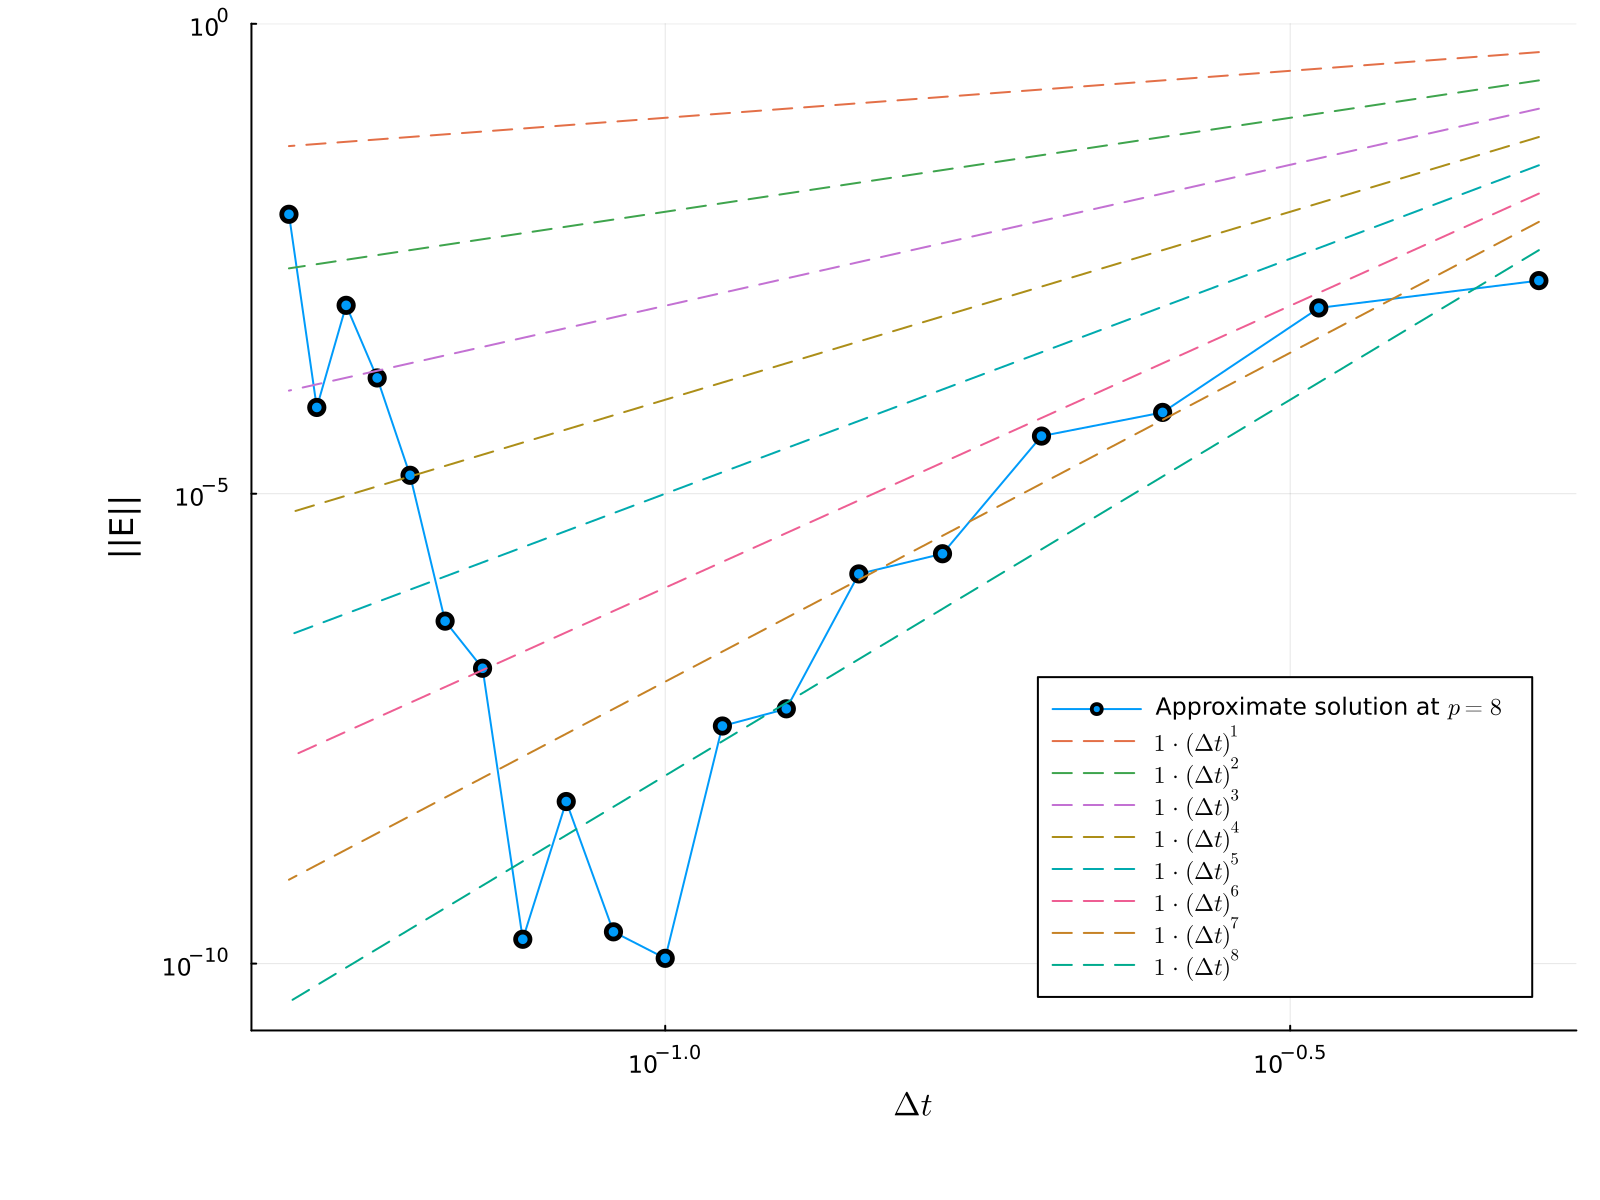 10⁰
10⁻⁵
10⁻¹⁰
||E||
10⁻¹·⁰
10⁻⁰·⁵
Δt
Approximate solution at p = 8
1 · (Δt)¹
1 · (Δt)²
1 · (Δt)³
1 · (Δt)⁴
1 · (Δt)⁵
1 · (Δt)⁶
1 · (Δt)⁷
1 · (Δt)⁸